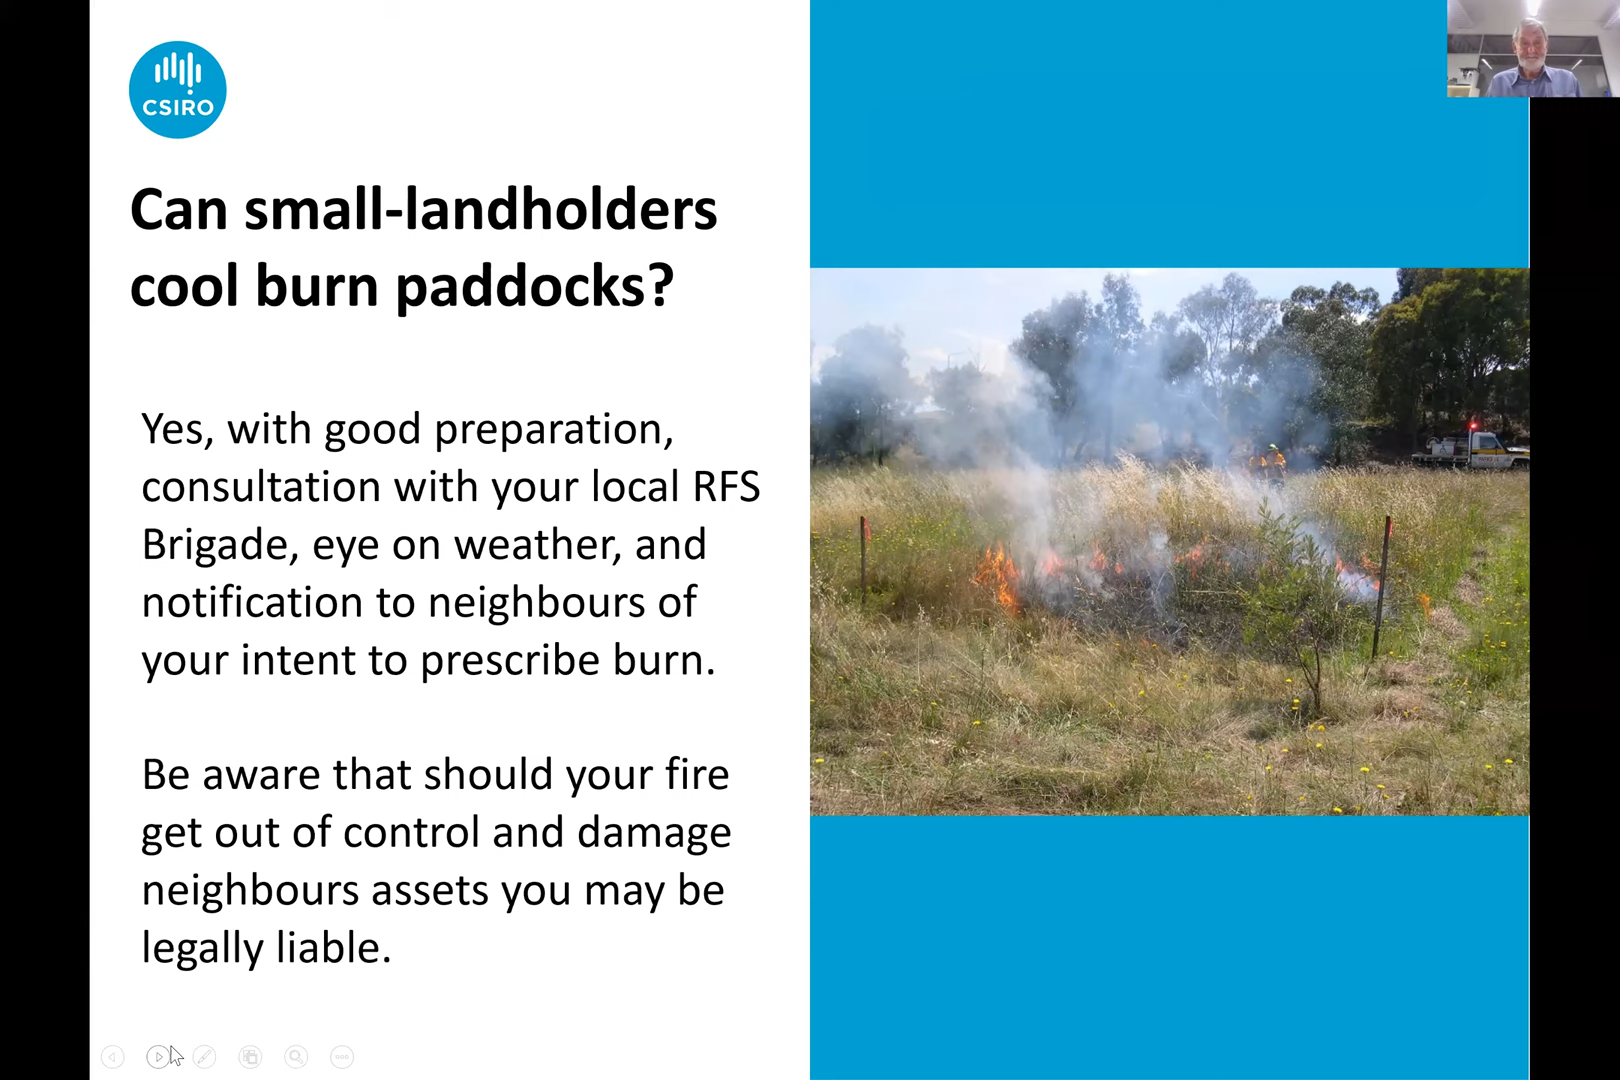 CSIRO
Can small-landholders
cool burn paddocks?
Yes, with good preparation,
consultation with your local RFS
Brigade, eye on weather, and
notification to neighbours of
your intent to prescribe burn.
Be aware that should your fire
get out of control and damage
neighbours assets you may be
legally liable.